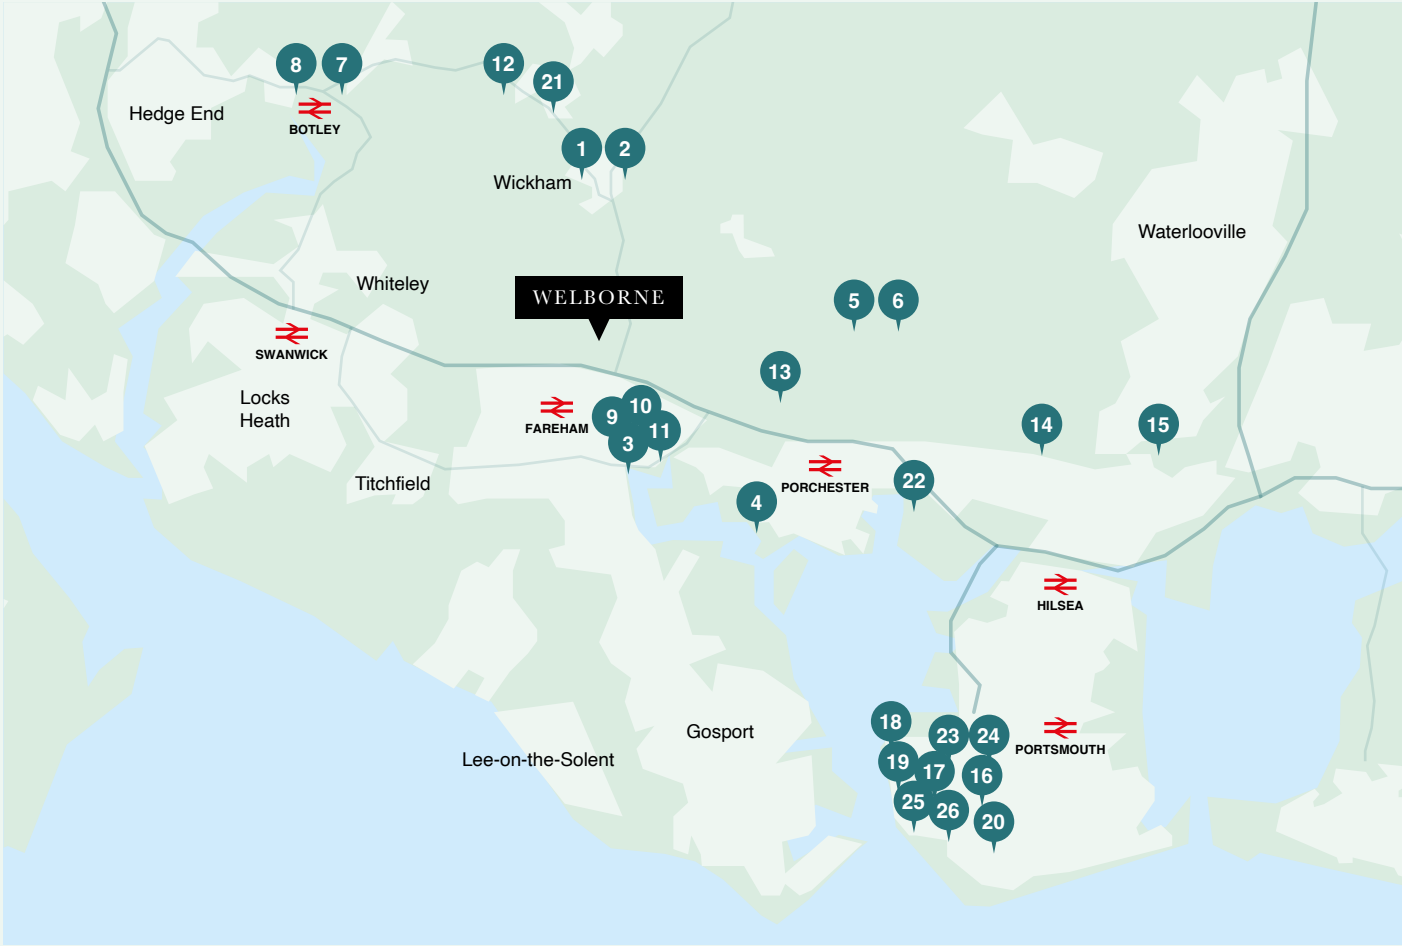 8
7
12
21
Hedge End
BOTLEY
1
2
Wickham
Waterlooville
Whiteley
WELBORNE
5
6
SWANWICK
13
Locks
Heath
FAREHAM
9
10
11
3
14
15
Titchfield
PORCHESTER
22
4
HILSEA
18
23
24
Gosport
PORTSMOUTH
Lee-on-the-Solent
19
17
16
25
26
20